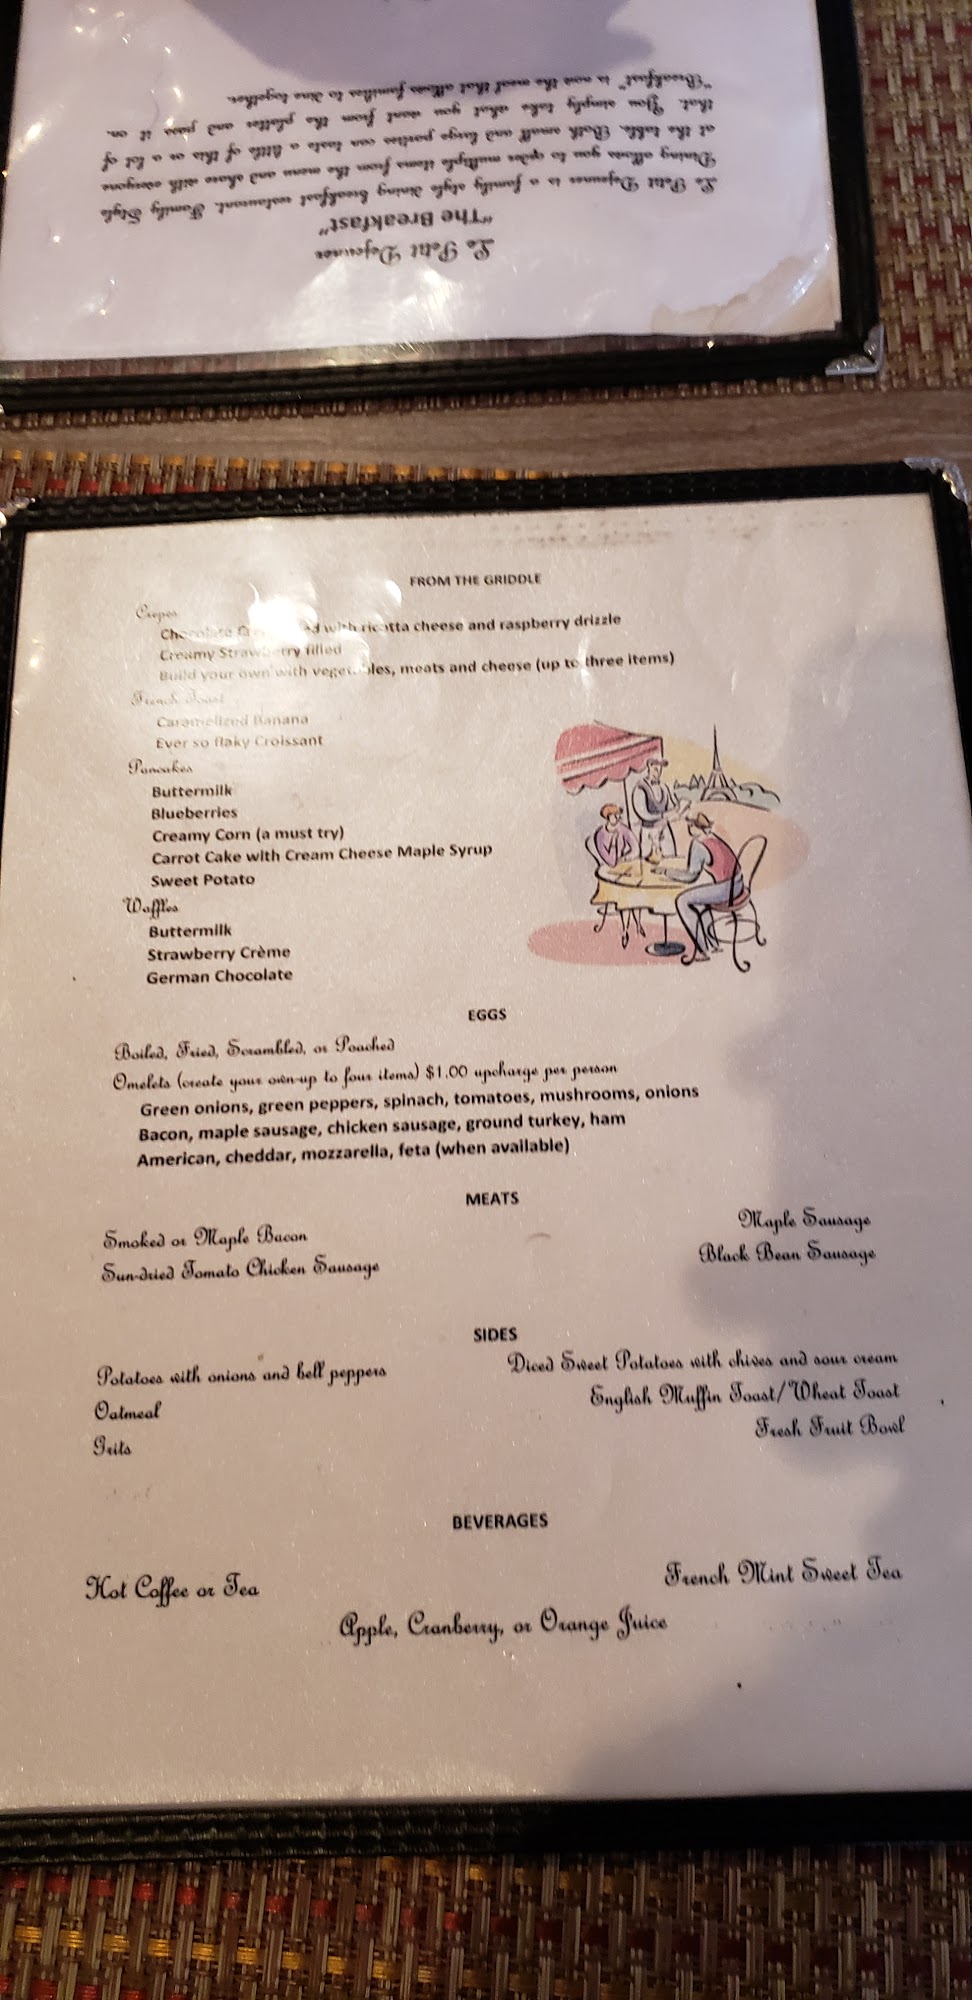 Le Petit Dejeuner
"The Breakfast"
Le Petit Dejeuner is a family style dining breakfast restaurant. Family Style
Dining allows you to order multiple items from the menu and share with everyone
at the table. Both small and large parties can taste a little of this or a lot of
that. You simply take what you want from the platter and pass it on.
"Breakfast" is now the meal that allows families to dine together.
FROM THE GRIDDLE
Crepes
Chocolate with ricotta cheese and raspberry drizzle
Creamy Strawberry filled
Build your own with vegetables, meats and cheese (up to three items)
French Toast
Caramelized Banana
Ever so flaky Croissant
Pancakes
Buttermilk
Blueberries
Creamy Corn (a must try)
Carrot Cake with Cream Cheese Maple Syrup
Sweet Potato
Waffles
Buttermilk
Strawberry Crème
German Chocolate
EGGS
Boiled, Fried, Scrambled, or Poached
Omelets (create your own-up to four items) $1.00 upcharge per person
Green onions, green peppers, spinach, tomatoes, mushrooms, onions
Bacon, maple sausage, chicken sausage, ground turkey, ham
American, cheddar, mozzarella, feta (when available)
MEATS
Smoked or Maple Bacon
Maple Sausage
Sun-dried Tomato Chicken Sausage
Black Bean Sausage
SIDES
Potatoes with onions and bell peppers
Diced Sweet Potatoes with chives and sour cream
Oatmeal
English Muffin Toast/Wheat Toast
Grits
Fresh Fruit Bowl
BEVERAGES
Hot Coffee or Tea
French Mint Sweet Tea
Apple, Cranberry, or Orange Juice